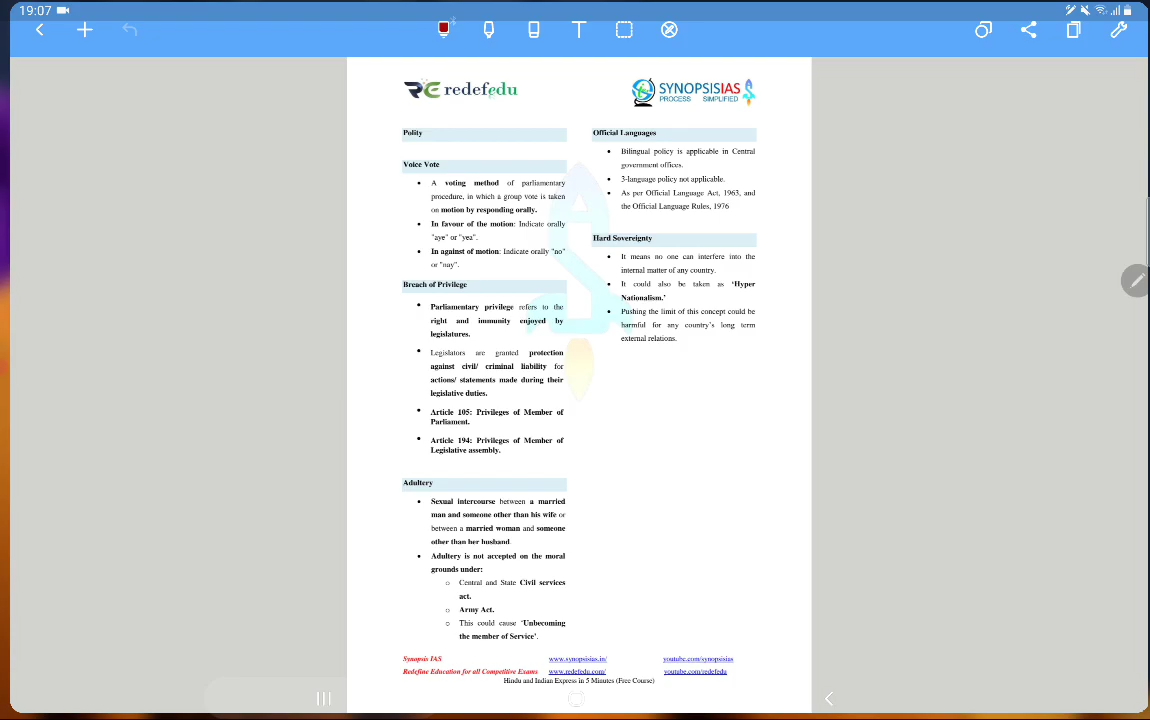 19:07
redefedu
SYNOPSISIAS
PROCESS SIMPLIFIED
Polity
Voice Vote
• A voting method of parliamentary
procedure, in which a group vote is taken
on motion by responding orally.
• In favour of the motion: Indicate orally
"aye" or "yea".
• In against of motion: Indicate orally "no"
or "nay".
Breach of Privilege
• Parliamentary privilege refers to the
right and immunity enjoyed by
legislatures.
• Legislators are granted protection
against civil/ criminal liability for
actions/ statements made during their
legislative duties.
• Article 105: Privileges of Member of
Parliament.
• Article 194: Privileges of Member of
Legislative assembly.
Adultery
• Sexual intercourse between a married
man and someone other than his wife or
between a married woman and someone
other than her husband.
• Adultery is not accepted on the moral
grounds under:
o Central and State Civil services
act.
o Army Act.
o This could cause ‘Unbecoming
the member of Service’.
Official Languages
• Bilingual policy is applicable in Central
government offices.
• 3-language policy not applicable.
• As per Official Language Act, 1963, and
the Official Language Rules, 1976
Hard Sovereignty
• It means no one can interfere into the
internal matter of any country.
• It could also be taken as ‘Hyper
Nationalism.’
• Pushing the limit of this concept could be
harmful for any country’s long term
external relations.
Synopsis IAS www.synopsisias.in/ youtube.com/synopsisias
Redefine Education for all Competitive Exams www.redefedu.com/ youtube.com/redefedu
Hindu and Indian Express in 5 Minutes (Free Course)